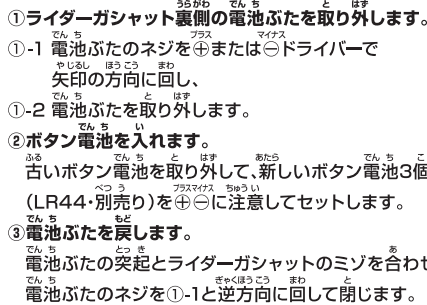 ①ライダーガシャット裏側の電池ぶたを取り外します。
①-1 電池ぶたのネジを⊕または⊖ドライバーで
矢印の方向に回し、
①-2 電池ぶたを取り外します。
②ボタン電池を入れます。
古いボタン電池を取り外して、新しいボタン電池3個
(LR44・別売り)を⊕⊖に注意してセットします。
③電池ぶたを戻します。
電池ぶたの突起とライダーガシャットのミゾを合わせ
電池ぶたのネジを①-1と逆方向に回して閉じます。